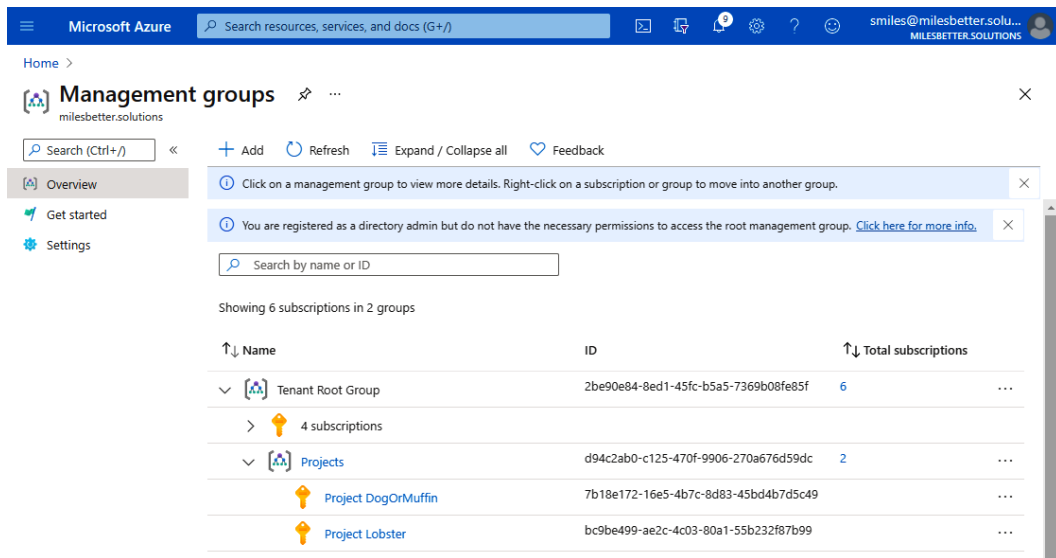 Microsoft Azure
Search resources, services, and docs (G+/)
9
smiles@milesbetter.solu...
MILESBETTER.SOLUTIONS
Home >
Management groups
milesbetter.solutions
Search (Ctrl+/)
«
Add
Refresh
Expand / Collapse all
Feedback
Overview
Get started
Settings
Click on a management group to view more details. Right-click on a subscription or group to move into another group.
You are registered as a directory admin but do not have the necessary permissions to access the root management group. Click here for more info.
Search by name or ID
Showing 6 subscriptions in 2 groups
Name ID Total subscriptions
Tenant Root Group 2be90e84-8ed1-45fc-b5a5-7369b08fe85f 6
4 subscriptions
Projects d94c2ab0-c125-470f-9906-270a676d59dc 2
Project DogOrMuffin 7b18e172-16e5-4b7c-8d83-45bd4b7d5c49
Project Lobster bc9be499-ae2c-4c03-80a1-55b232f87b99